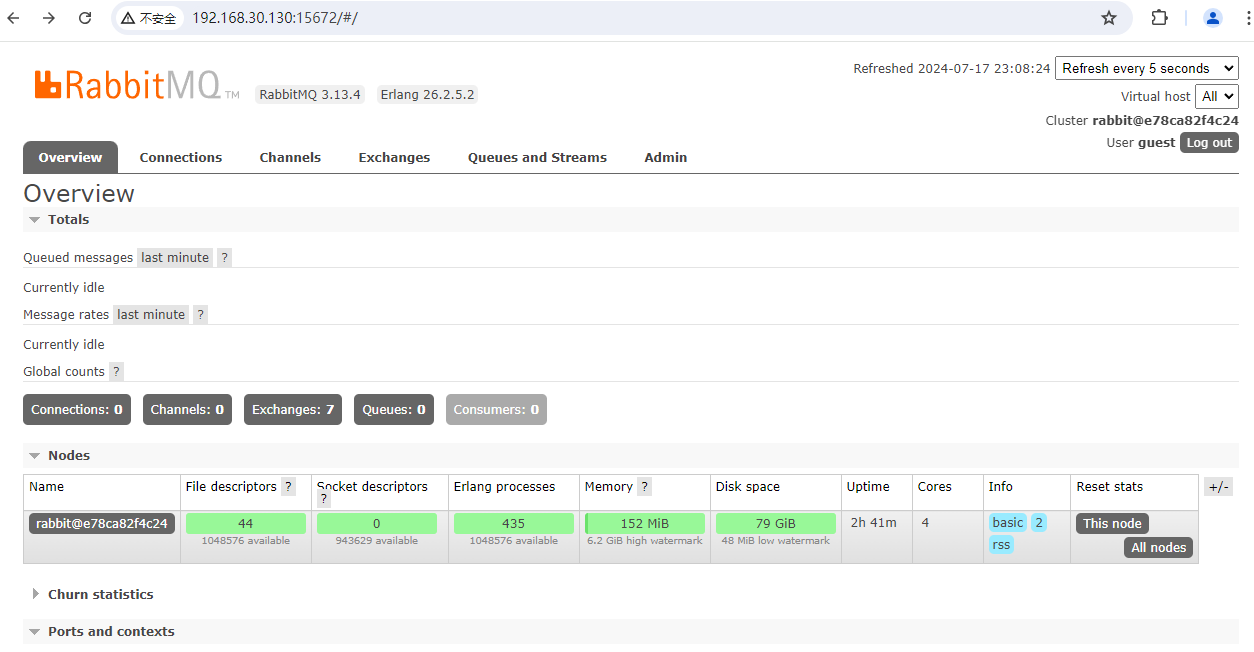 不安全 192.168.30.130:15672/#/
RabbitMQ TM RabbitMQ 3.13.4 Erlang 26.2.5.2
Refreshed 2024-07-17 23:08:24 Refresh every 5 seconds
Virtual host All
Cluster rabbit@e78ca82f4c24
User guest Log out
Overview Connections Channels Exchanges Queues and Streams Admin
Overview
Totals
Queued messages last minute ?
Currently idle
Message rates last minute ?
Currently idle
Global counts ?
Connections: 0 Channels: 0 Exchanges: 7 Queues: 0 Consumers: 0
Nodes
Name File descriptors ? Socket descriptors ? Erlang processes Memory ? Disk space Uptime Cores Info Reset stats +/-
rabbit@e78ca82f4c24 44 0 435 152 MiB 79 GiB 2h 41m 4 basic 2 This node
1048576 available 943629 available 1048576 available 6.2 GiB high watermark 48 MiB low watermark rss All nodes
Churn statistics
Ports and contexts